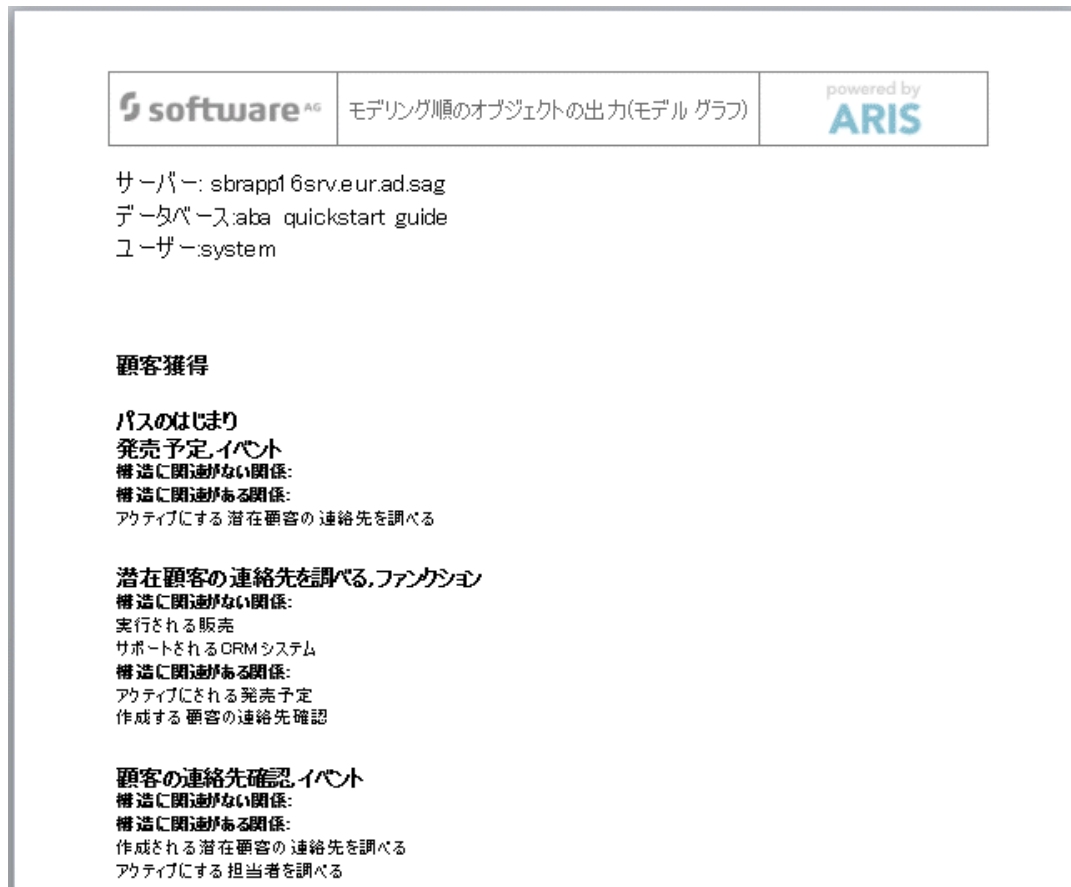 software AG
モデリング順のオブジェクトの出力(モデル グラフ)
powered by
ARIS
サーバー: sbrapp16srv.eur.ad.sag
データベース:aba quickstart guide
ユーザー:system
顧客獲得
パスのはじまり
発売予定,イベント
構造に関連がない関係:
構造に関連がある関係:
アクティブにする 潜在顧客の連絡先を調べる
潜在顧客の連絡先を調べる,ファンクション
構造に関連がない関係:
実行される 販売
サポートされる CRM システム
構造に関連がある関係:
アクティブにされる 発売予定
作成する 顧客の連絡先確認
顧客の連絡先確認,イベント
構造に関連がない関係:
構造に関連がある関係:
作成される 潜在顧客の連絡先を調べる
アクティブにする 担当者を調べる